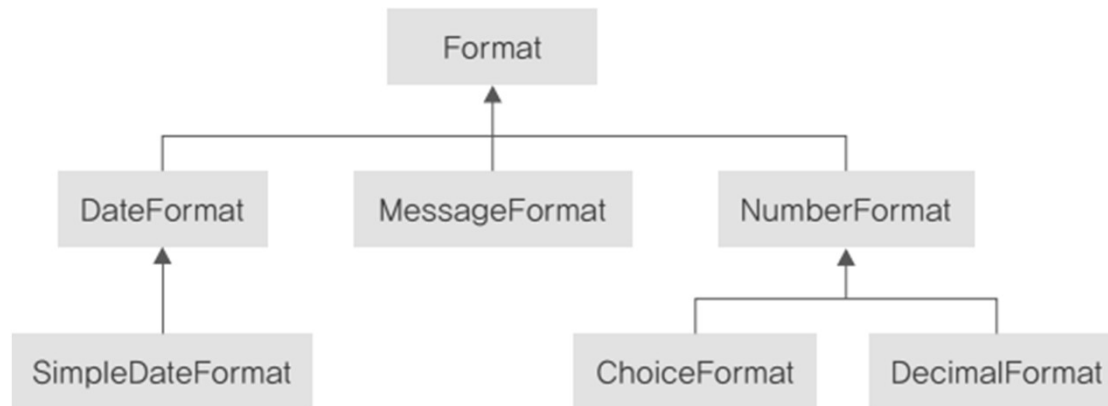 Format
DateFormat
MessageFormat
NumberFormat
SimpleDateFormat
ChoiceFormat
DecimalFormat